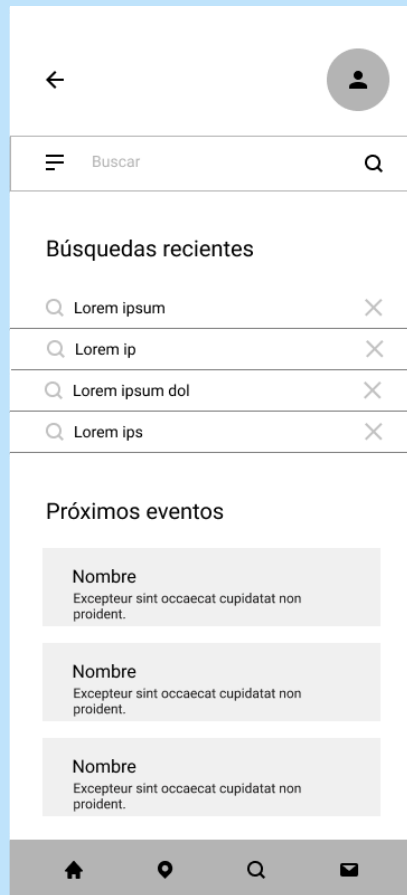 Buscar
Búsquedas recientes
Lorem ipsum
Lorem ip
Lorem ipsum dol
Lorem ips
Próximos eventos
Nombre
Excepteur sint occaecat cupidatat non
proident.
Nombre
Excepteur sint occaecat cupidatat non
proident.
Nombre
Excepteur sint occaecat cupidatat non
proident.